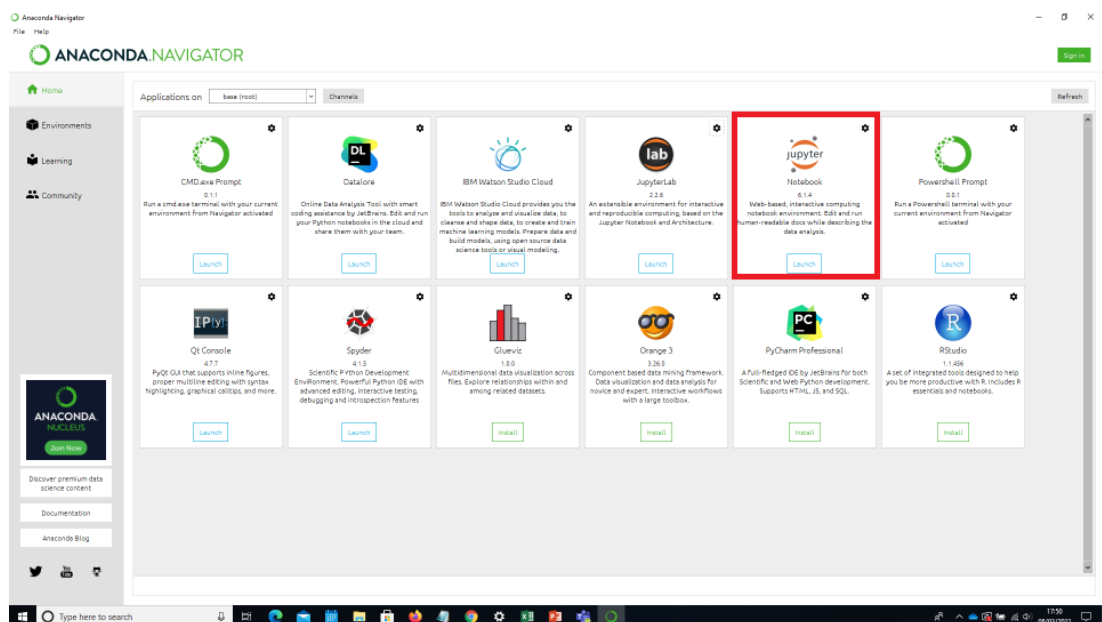 Anaconda Navigator
File Help
ANACONDA.NAVIGATOR
Sign in
Home
Environments
Learning
Community
Applications on base (root) Channels
Refresh
CMD.exe Prompt
0.1.1
Run a cmd.exe terminal with your current
environment from Navigator activated
Launch
DL
Datalore
Online Data Analysis Tool with smart
coding assistance by JetBrains. Edit and run
your Python notebooks in the cloud and
share them with your team.
Launch
IBM Watson Studio Cloud
IBM Watson Studio Cloud provides you the
tools to analyze and visualize data, to
cleanse and shape data, to create and train
machine learning models. Prepare data and
build models, using open source data
science tools or visual modeling.
Launch
lab
JupyterLab
2.2.6
An extensible environment for interactive
and reproducible computing, based on the
Jupyter Notebook and Architecture.
Launch
jupyter
Notebook
6.1.4
Web-based, interactive computing
notebook environment. Edit and run
human-readable docs while describing the
data analysis.
Launch
Powershell Prompt
0.0.1
Run a Powershell terminal with your
current environment from Navigator
activated
Launch
IP[y]:
Qt Console
4.7.7
PyQt GUI that supports inline figures,
proper multiline editing with syntax
highlighting, graphical calltips, and more.
Launch
Spyder
4.1.5
Scientific PYthon Development
EnviRonment. Powerful Python IDE with
advanced editing, interactive testing,
debugging and introspection features
Launch
Glueviz
1.0.0
Multidimensional data visualization across
files. Explore relationships within and
among related datasets.
Install
Orange 3
3.26.0
Component based data mining framework.
Data visualization and data analysis for
novice and expert. Interactive workflows
with a large toolbox.
Install
PC
PyCharm Professional
A full-fledged IDE by JetBrains for both
Scientific and Web Python development.
Supports HTML, JS, and SQL.
Install
R
RStudio
1.1.456
A set of integrated tools designed to help
you be more productive with R. Includes R
essentials and notebooks.
Install
ANACONDA.
NUCLEUS
Join Now
Discover premium data
science content
Documentation
Anaconda Blog
You
Tube
Type here to search
17:50